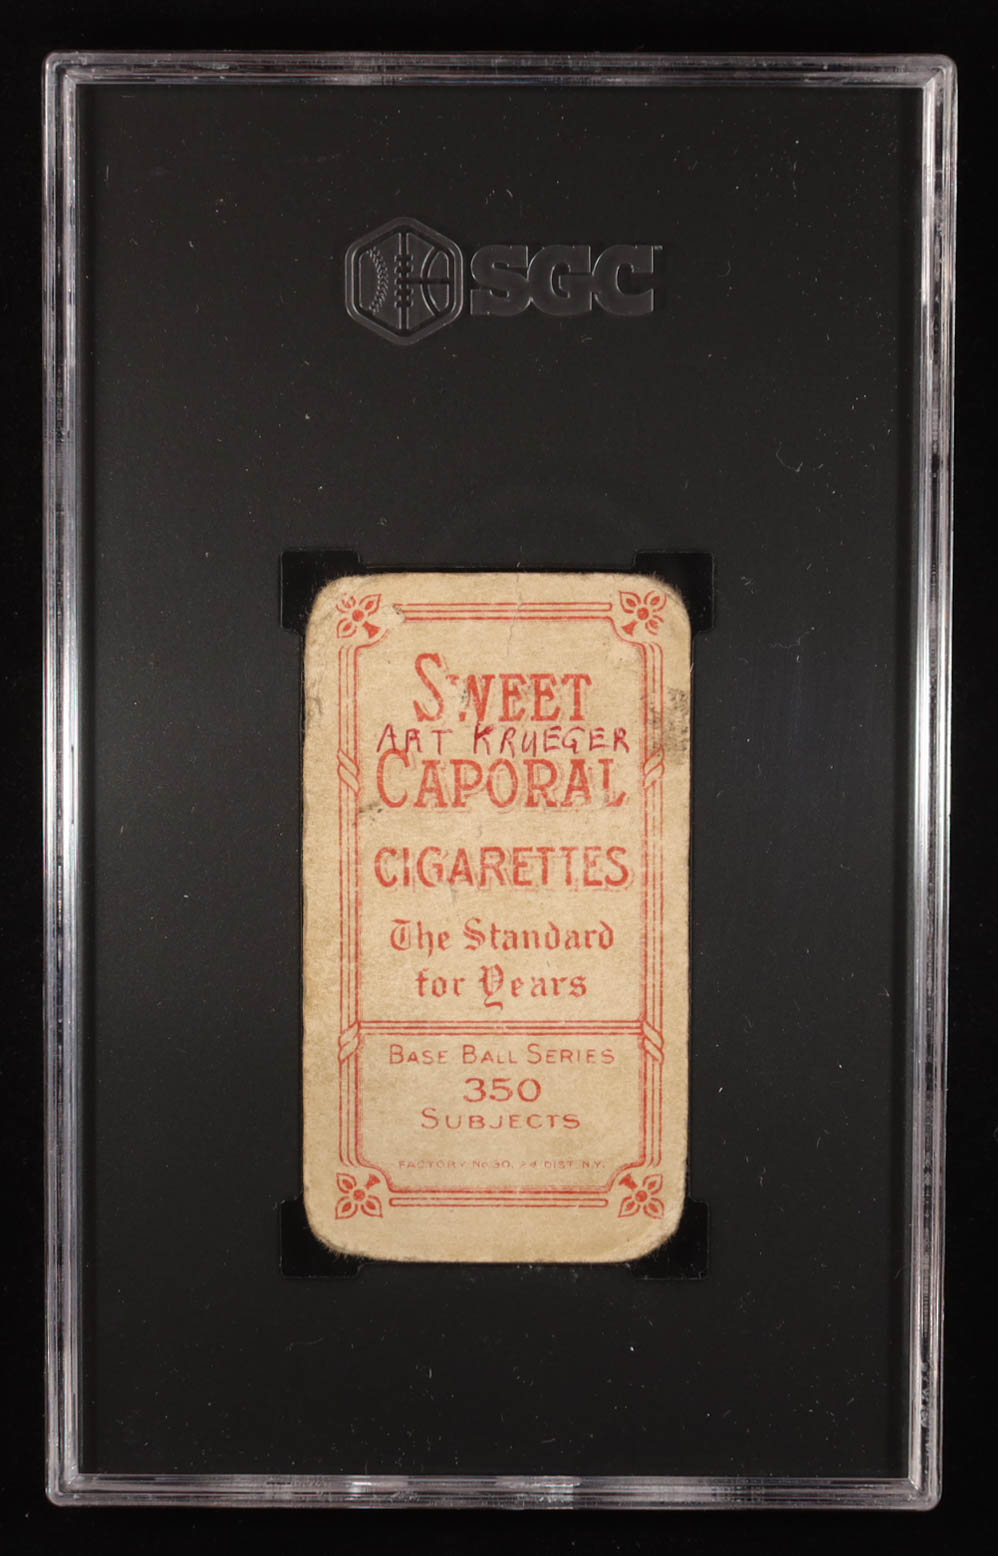 SGC
SWEET
ART KRUEGER
CAPORAL
CIGARETTES
The Standard
for Years
BASE BALL SERIES
350
SUBJECTS
FACTORY No 30, 2d DIST. N.Y.